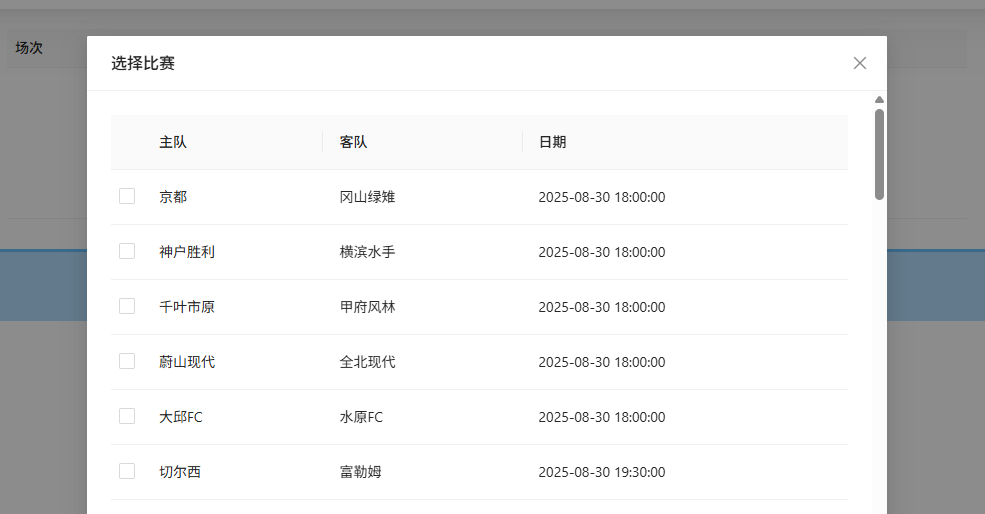 场次
选择比赛
主队 客队 日期
京都 冈山绿雉 2025-08-30 18:00:00
神户胜利 横滨水手 2025-08-30 18:00:00
千叶市原 甲府风林 2025-08-30 18:00:00
蔚山现代 全北现代 2025-08-30 18:00:00
大邱FC 水原FC 2025-08-30 18:00:00
切尔西 富勒姆 2025-08-30 19:30:00